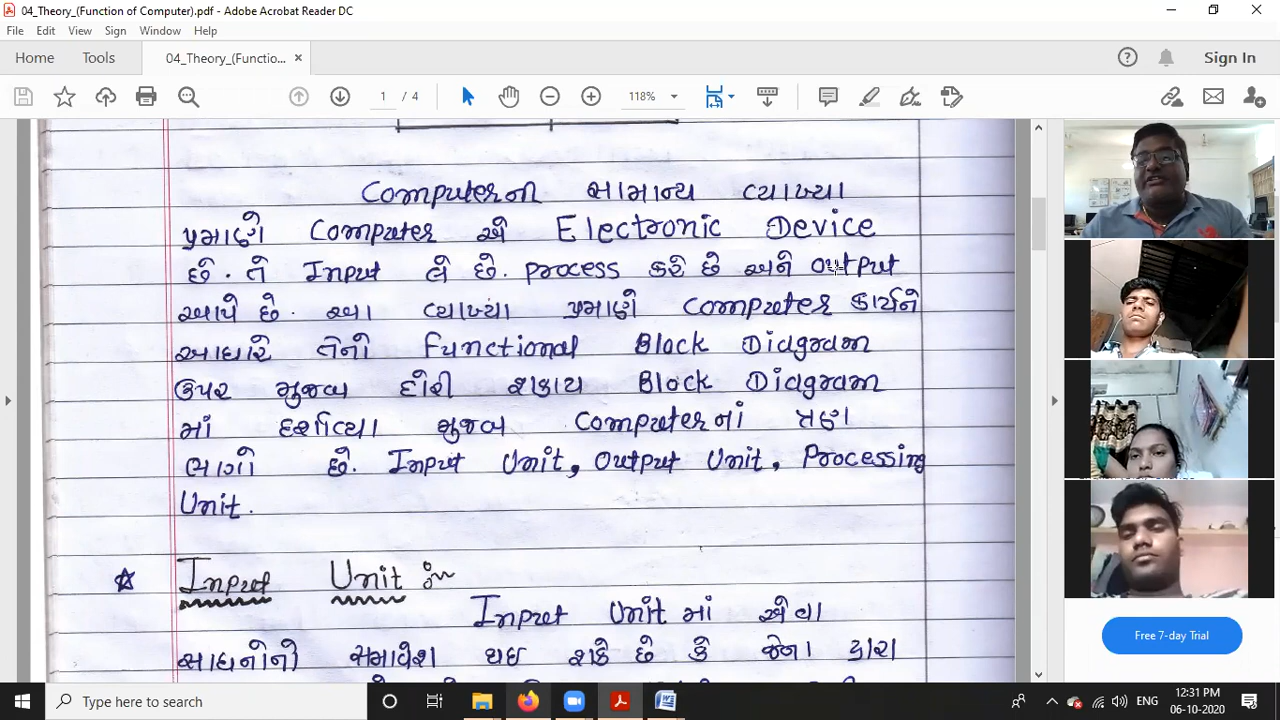 04_Theory_(Function of Computer).pdf - Adobe Acrobat Reader DC
File Edit View Sign Window Help
Home Tools 04_Theory_(Functio... × Sign In
1 / 4 118%
Computerની સામાન્ય વ્યાખ્યા
પ્રમાણે Computer એ Electronic Device
છે. તે Input લે છે. process કરે છે અને output
આપે છે. આ વ્યાખ્યા પ્રમાણે Computer કાર્યને
આધારે તેનો Functional Block Diagram
ઉપર મુજબ દોરી શકાય Block Diagram
માં દર્શાવ્યા મુજબ Computerનાં ત્રણ
ભાગો છે. Input Unit, Output Unit, Processing
Unit.
☆ Input Unit :~
Input Unit માં એવા
સાધનોનો સમાવેશ થઇ શકે છે કે જેના દ્વારા
Free 7-day Trial
Type here to search
ENG
12:31 PM
06-10-2020